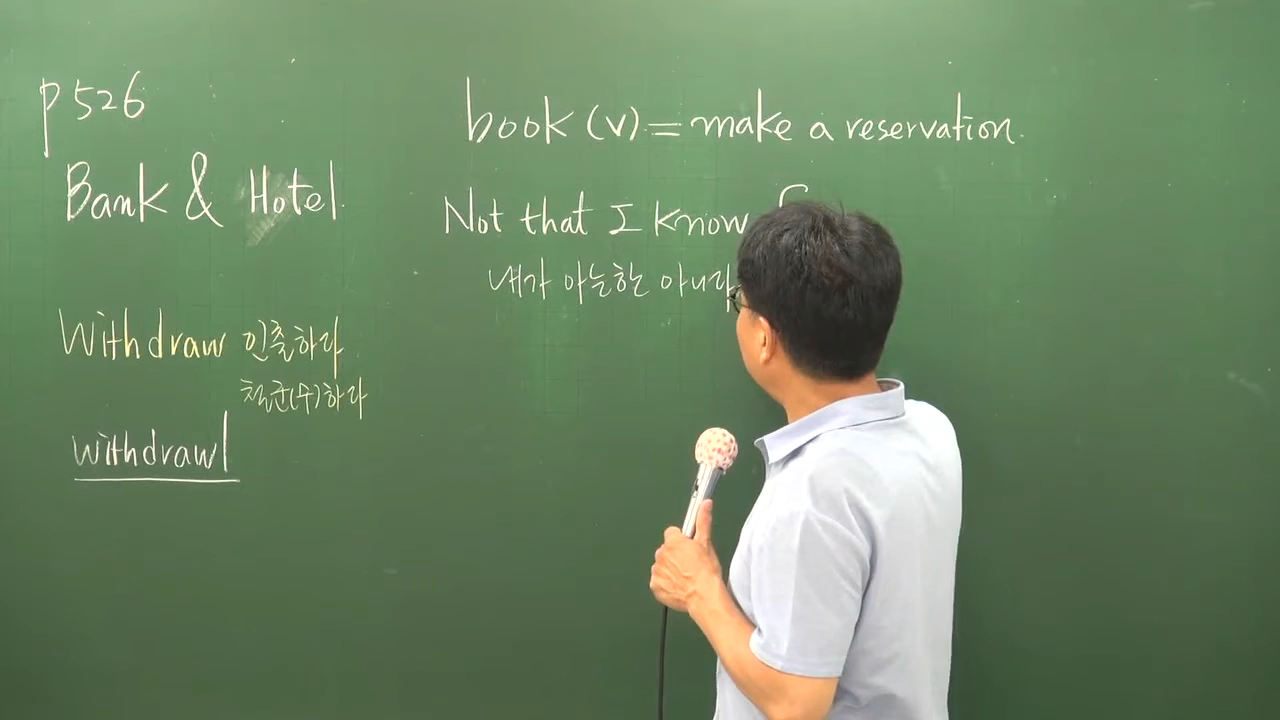 p 526
Bank & Hotel
Withdraw 인출하다
철군(수)하다
withdrawl
book (v) = make a reservation.
Not that I know
내가 아는한 아니라